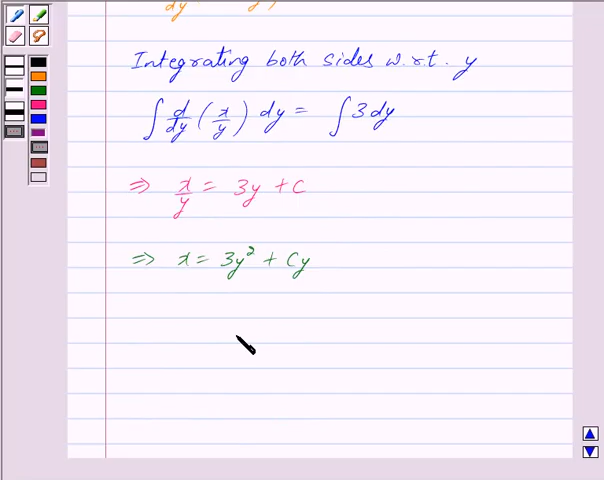 Integrating both sides w.r.t. y
∫ d/dy (x/y) dy = ∫ 3 dy
⇒ x/y = 3y + C
⇒ x = 3y² + Cy